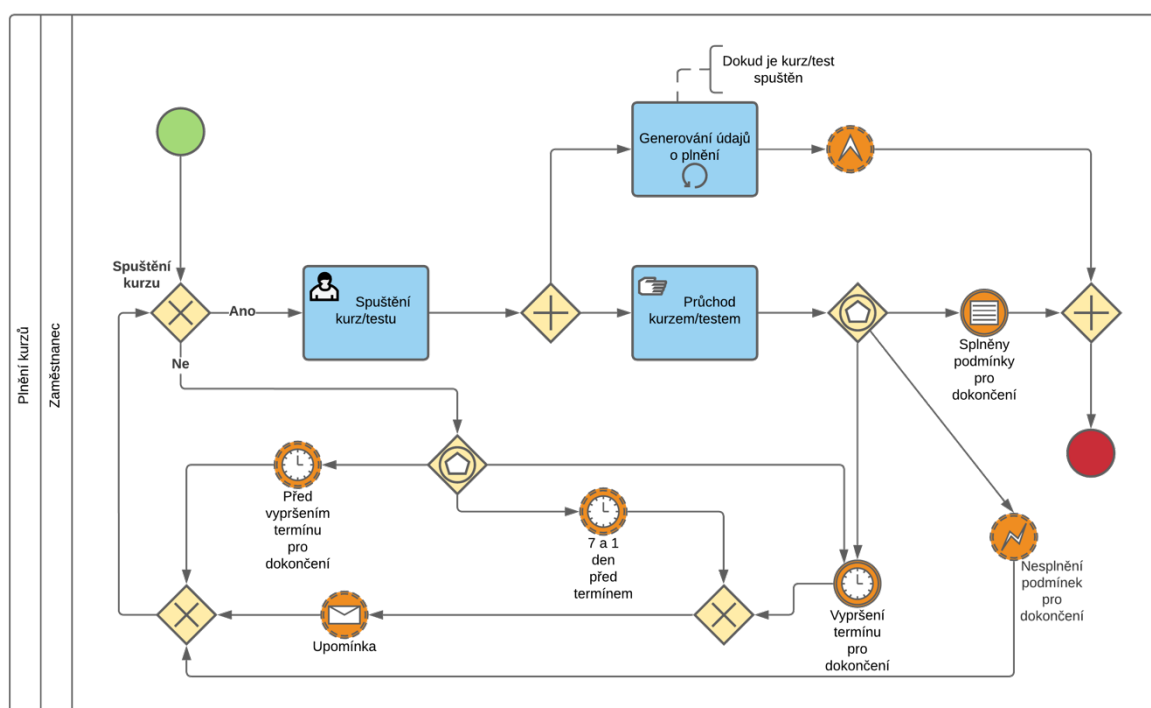 Plnění kurzů
Zaměstnanec
Dokud je kurz/test
spuštěn
Generování údajů
o plnění
Spuštění
kurzu
Ano
Ne
Spuštění
kurz/testu
Průchod
kurzem/testem
Splněny
podmínky
pro
dokončení
Před
vypršením
termínu
pro
dokončení
7 a 1
den
před
termínem
Nesplnění
podmínek
pro
dokončení
Upomínka
Vypršení
termínu
pro
dokončení